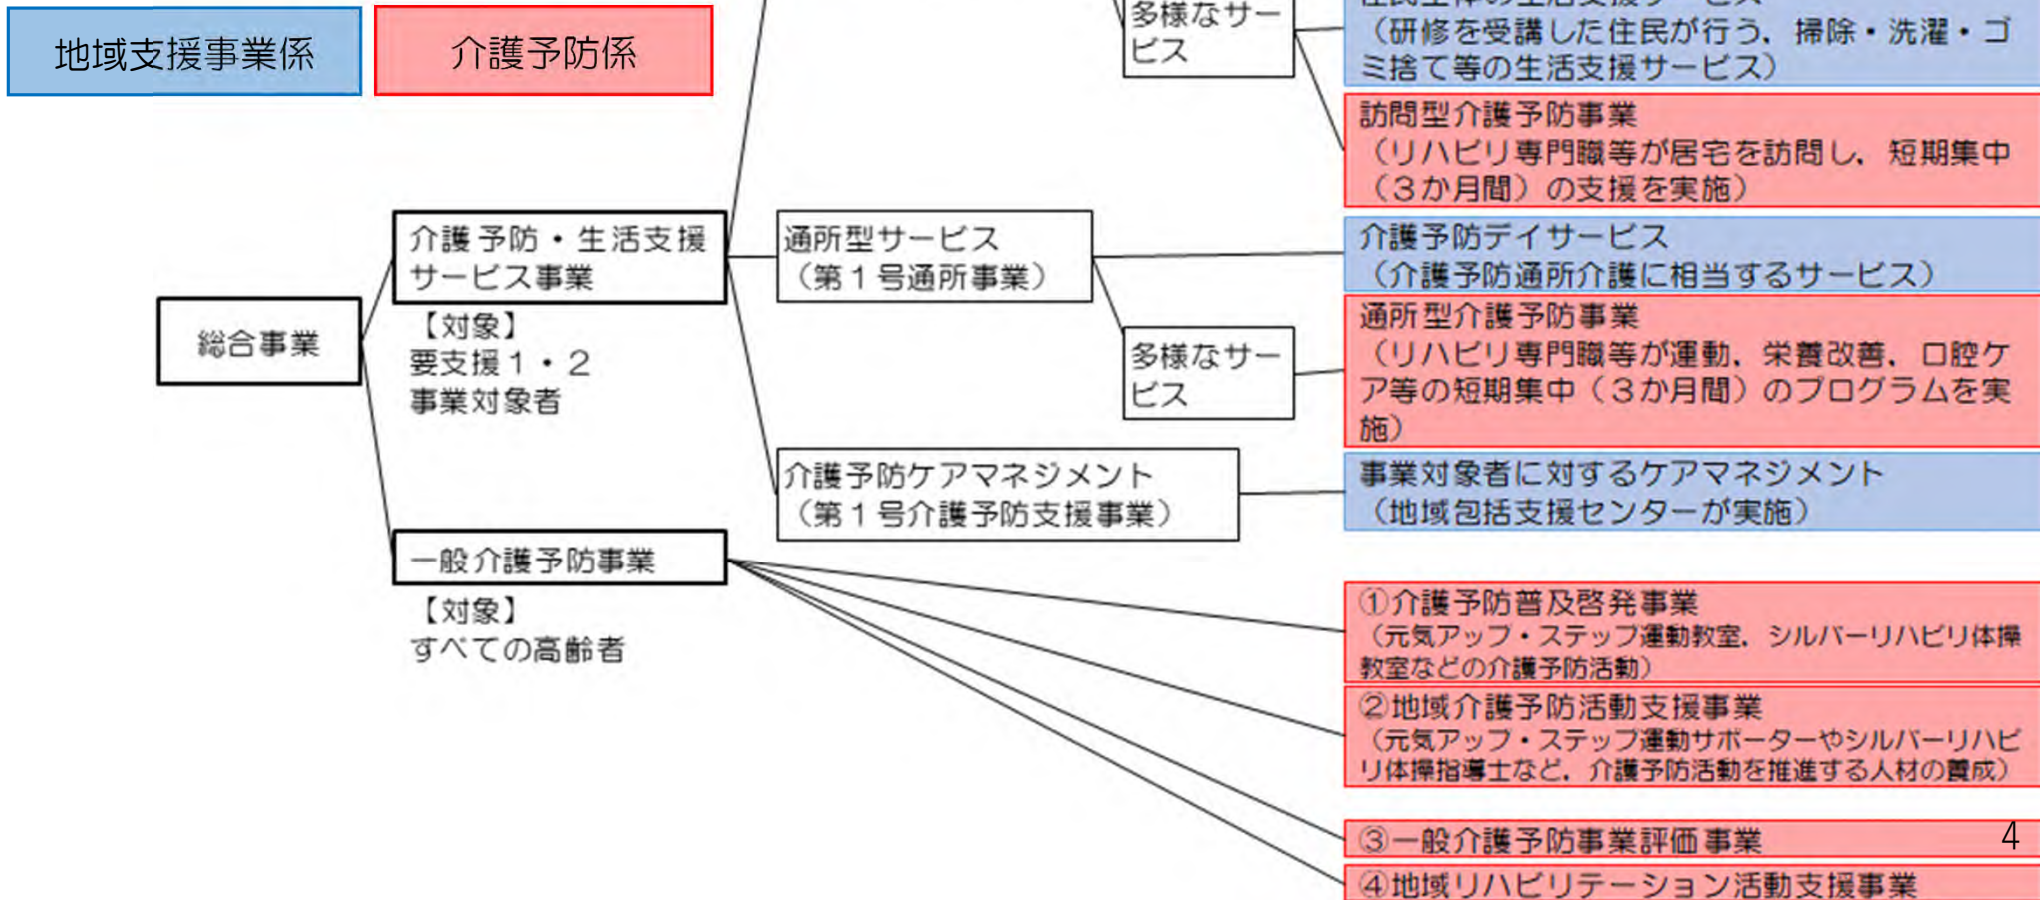 地域支援事業係
介護予防係
多様なサー
ビス
住民主体の生活支援サービス
（研修を受講した住民が行う，掃除・洗濯・ゴ
ミ捨て等の生活支援サービス）
訪問型介護予防事業
（リハビリ専門職等が居宅を訪問し，短期集中
（３か月間）の支援を実施）
介護予防・生活支援
サービス事業
【対象】
要支援１・２
事業対象者
通所型サービス
（第１号通所事業）
介護予防デイサービス
（介護予防通所介護に相当するサービス）
総合事業
多様なサー
ビス
通所型介護予防事業
（リハビリ専門職等が運動，栄養改善，口腔ケ
ア等の短期集中（３か月間）のプログラムを実
施）
介護予防ケアマネジメント
（第１号介護予防支援事業）
事業対象者に対するケアマネジメント
（地域包括支援センターが実施）
一般介護予防事業
【対象】
すべての高齢者
①介護予防普及啓発事業
（元気アップ・ステップ運動教室，シルバーリハビリ体操
教室などの介護予防活動）
②地域介護予防活動支援事業
（元気アップ・ステップ運動サポーターやシルバーリハビ
リ体操指導士など，介護予防活動を推進する人材の養成）
③一般介護予防事業評価事業
4
④地域リハビリテーション活動支援事業